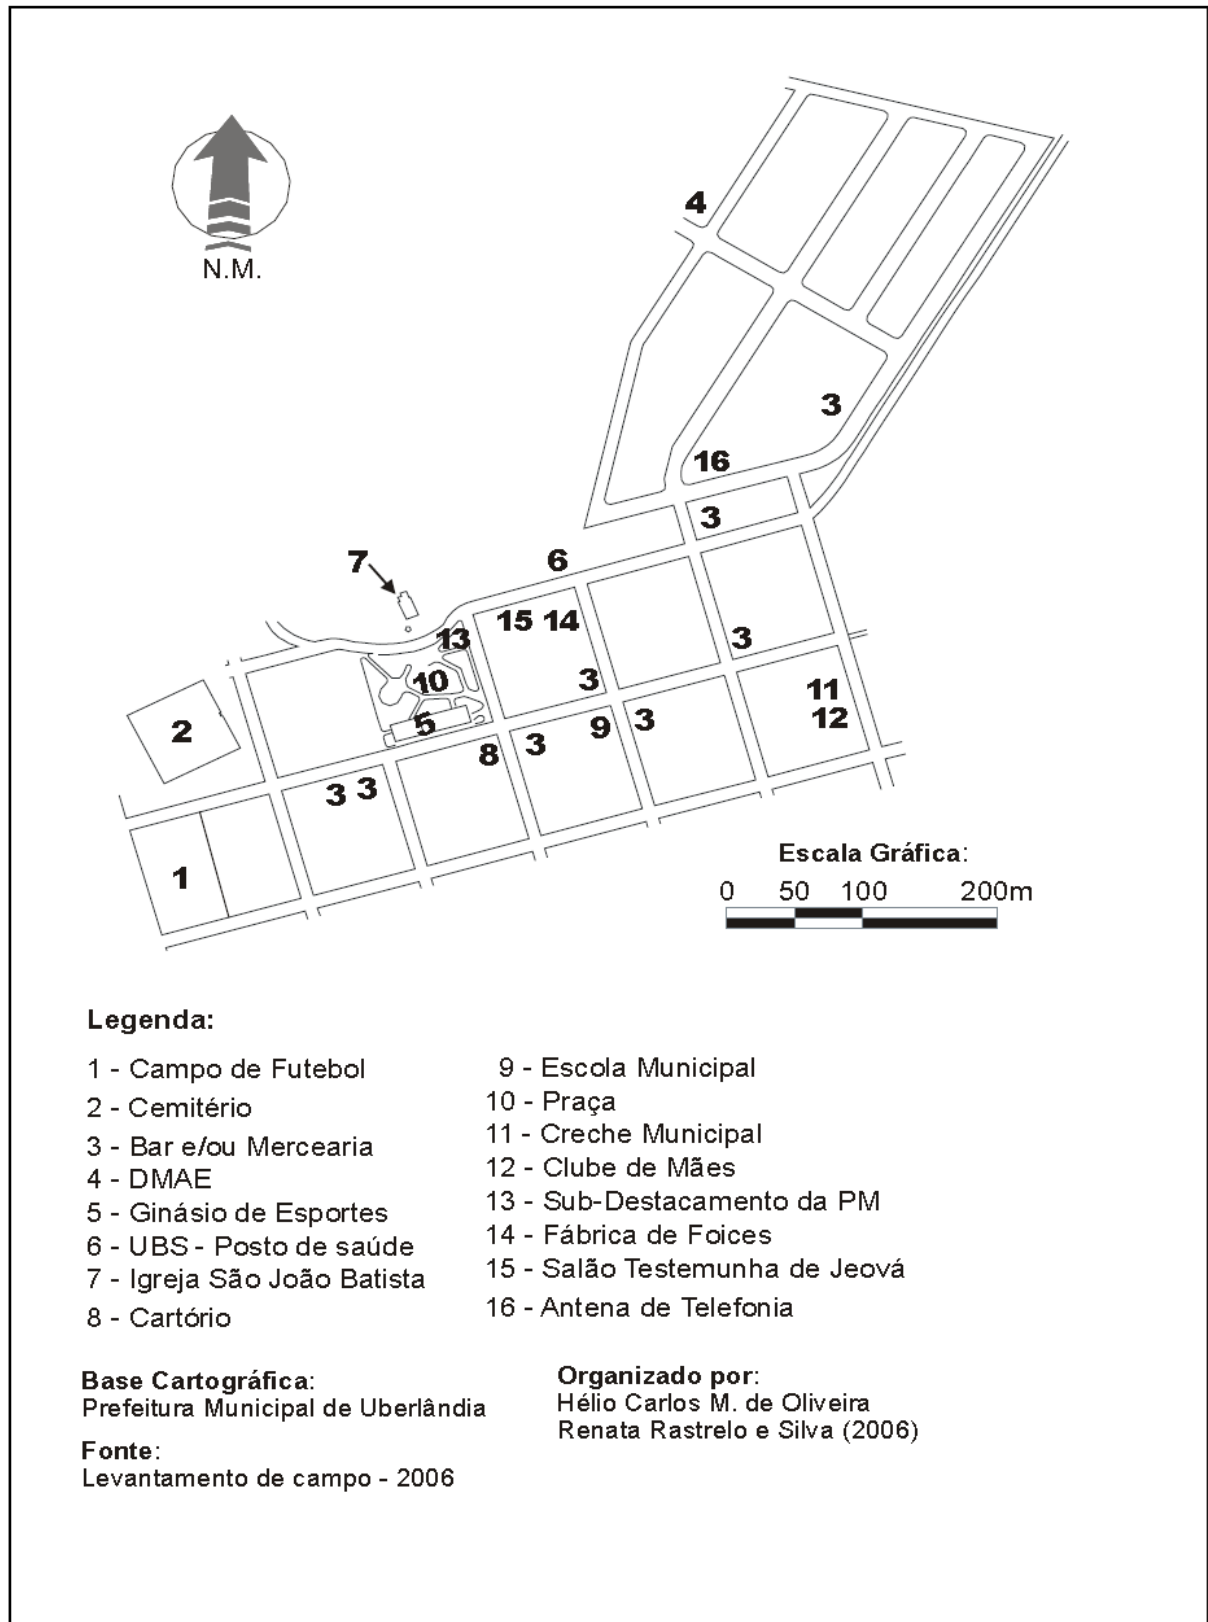 N.M.
4
3
16
3
7
6
15 14
13
3
10
3
11
2
5
3
9
12
8
3
3 3
1
Escala Gráfica:
0 50 100 200m
Legenda:
1 - Campo de Futebol
2 - Cemitério
3 - Bar e/ou Mercearia
4 - DMAE
5 - Ginásio de Esportes
6 - UBS - Posto de saúde
7 - Igreja São João Batista
8 - Cartório
9 - Escola Municipal
10 - Praça
11 - Creche Municipal
12 - Clube de Mães
13 - Sub-Destacamento da PM
14 - Fábrica de Foices
15 - Salão Testemunha de Jeová
16 - Antena de Telefonia
Base Cartográfica:
Prefeitura Municipal de Uberlândia
Fonte:
Levantamento de campo - 2006
Organizado por:
Hélio Carlos M. de Oliveira
Renata Rastrelo e Silva (2006)